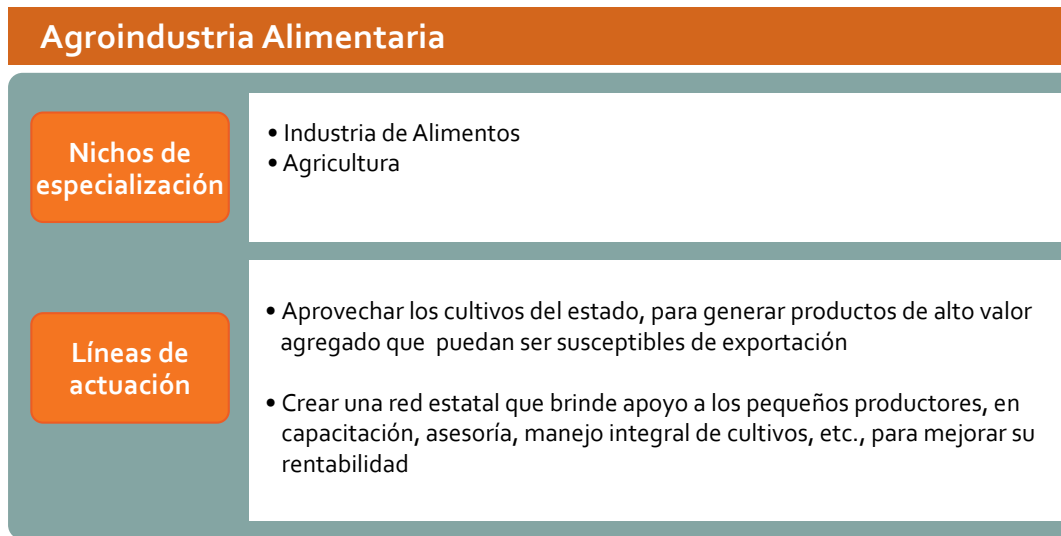 Agroindustria Alimentaria
Nichos de
especialización
• Industria de Alimentos
• Agricultura
Líneas de
actuación
• Aprovechar los cultivos del estado, para generar productos de alto valor
agregado que puedan ser susceptibles de exportación
• Crear una red estatal que brinde apoyo a los pequeños productores, en
capacitación, asesoría, manejo integral de cultivos, etc., para mejorar su
rentabilidad